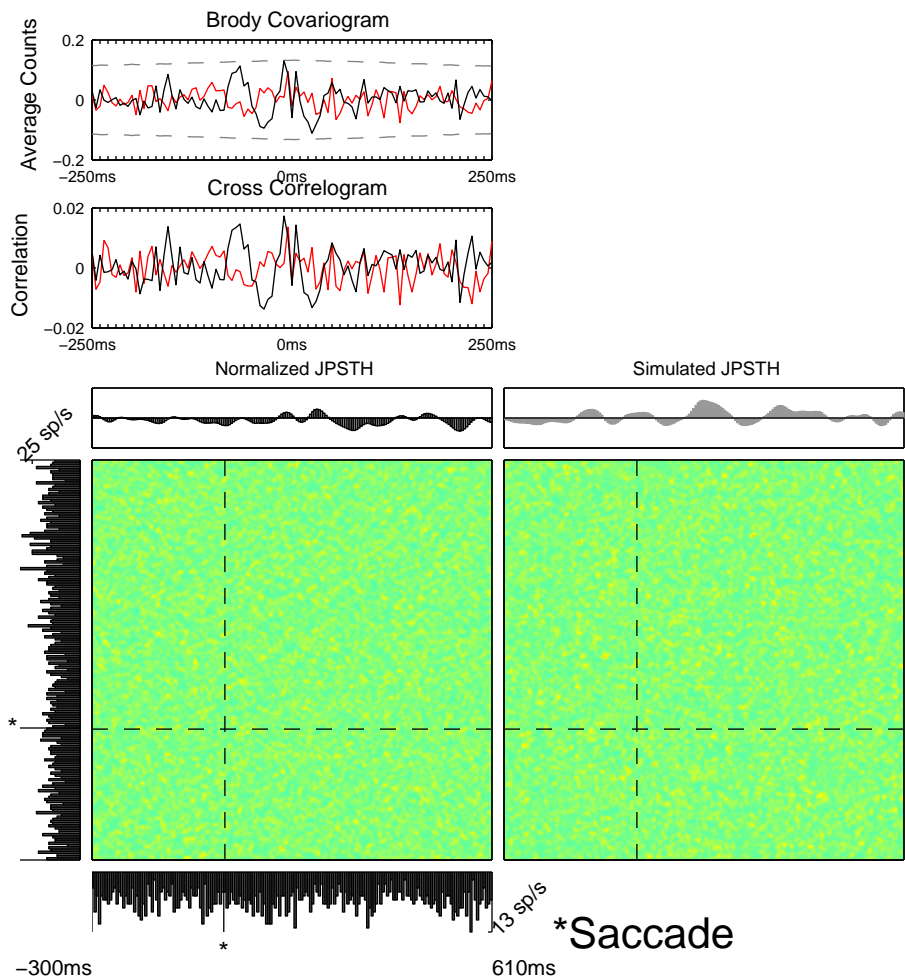 Brody Covariogram
0.2
Average Counts
0
−0.2
−250ms 0ms 250ms
Cross Correlogram
0.02
Correlation
0
−0.02
−250ms 0ms 250ms
Normalized JPSTH Simulated JPSTH
25 sp/s
*
13 sp/s
*
*Saccade
−300ms 610ms